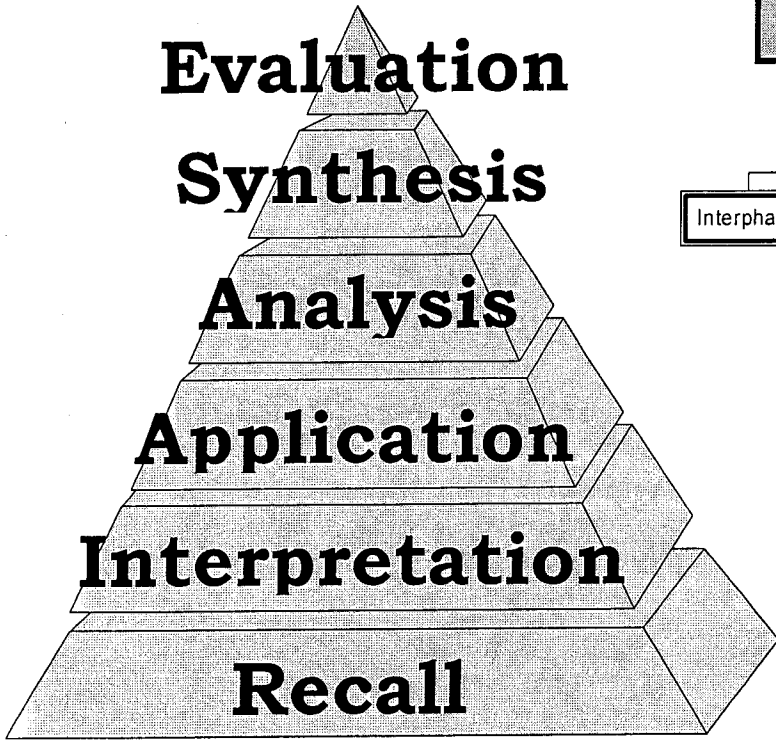 Evaluation
Synthesis
Analysis
Application
Interpretation
Recall